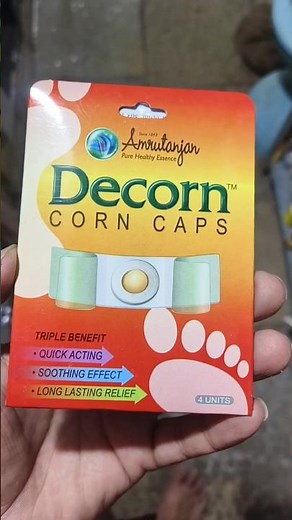 Since 1893
Amrutanjan
Pure Healthy Essence
Decorn™
CORN CAPS
TRIPLE BENEFIT
• QUICK ACTING
• SOOTHING EFFECT
• LONG LASTING RELIEF
4 UNITS